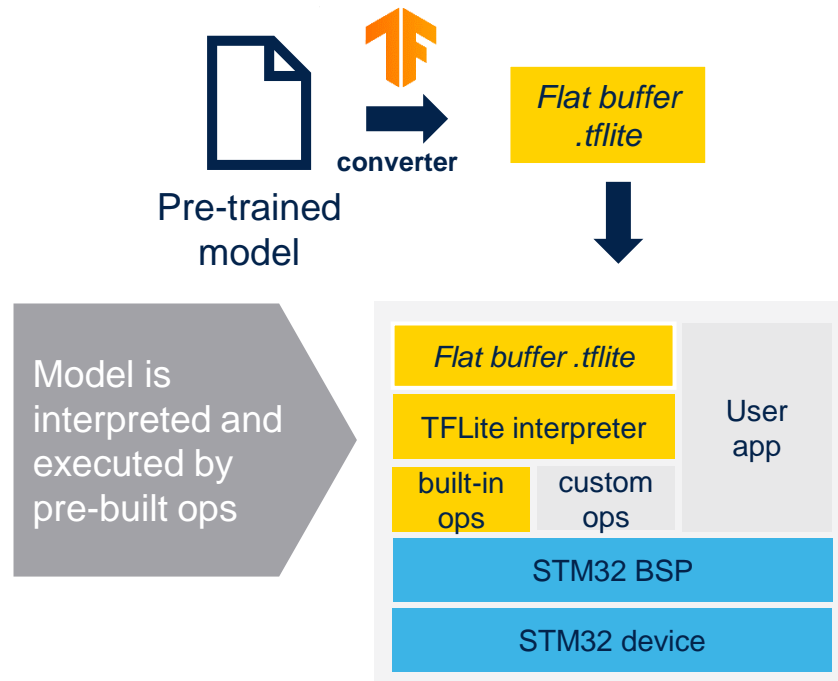 TF
converter
Pre-trained
model
Flat buffer
.tflite
Model is
interpreted and
executed by
pre-built ops
Flat buffer .tflite
TFLite interpreter
built-in
ops
custom
ops
User
app
STM32 BSP
STM32 device